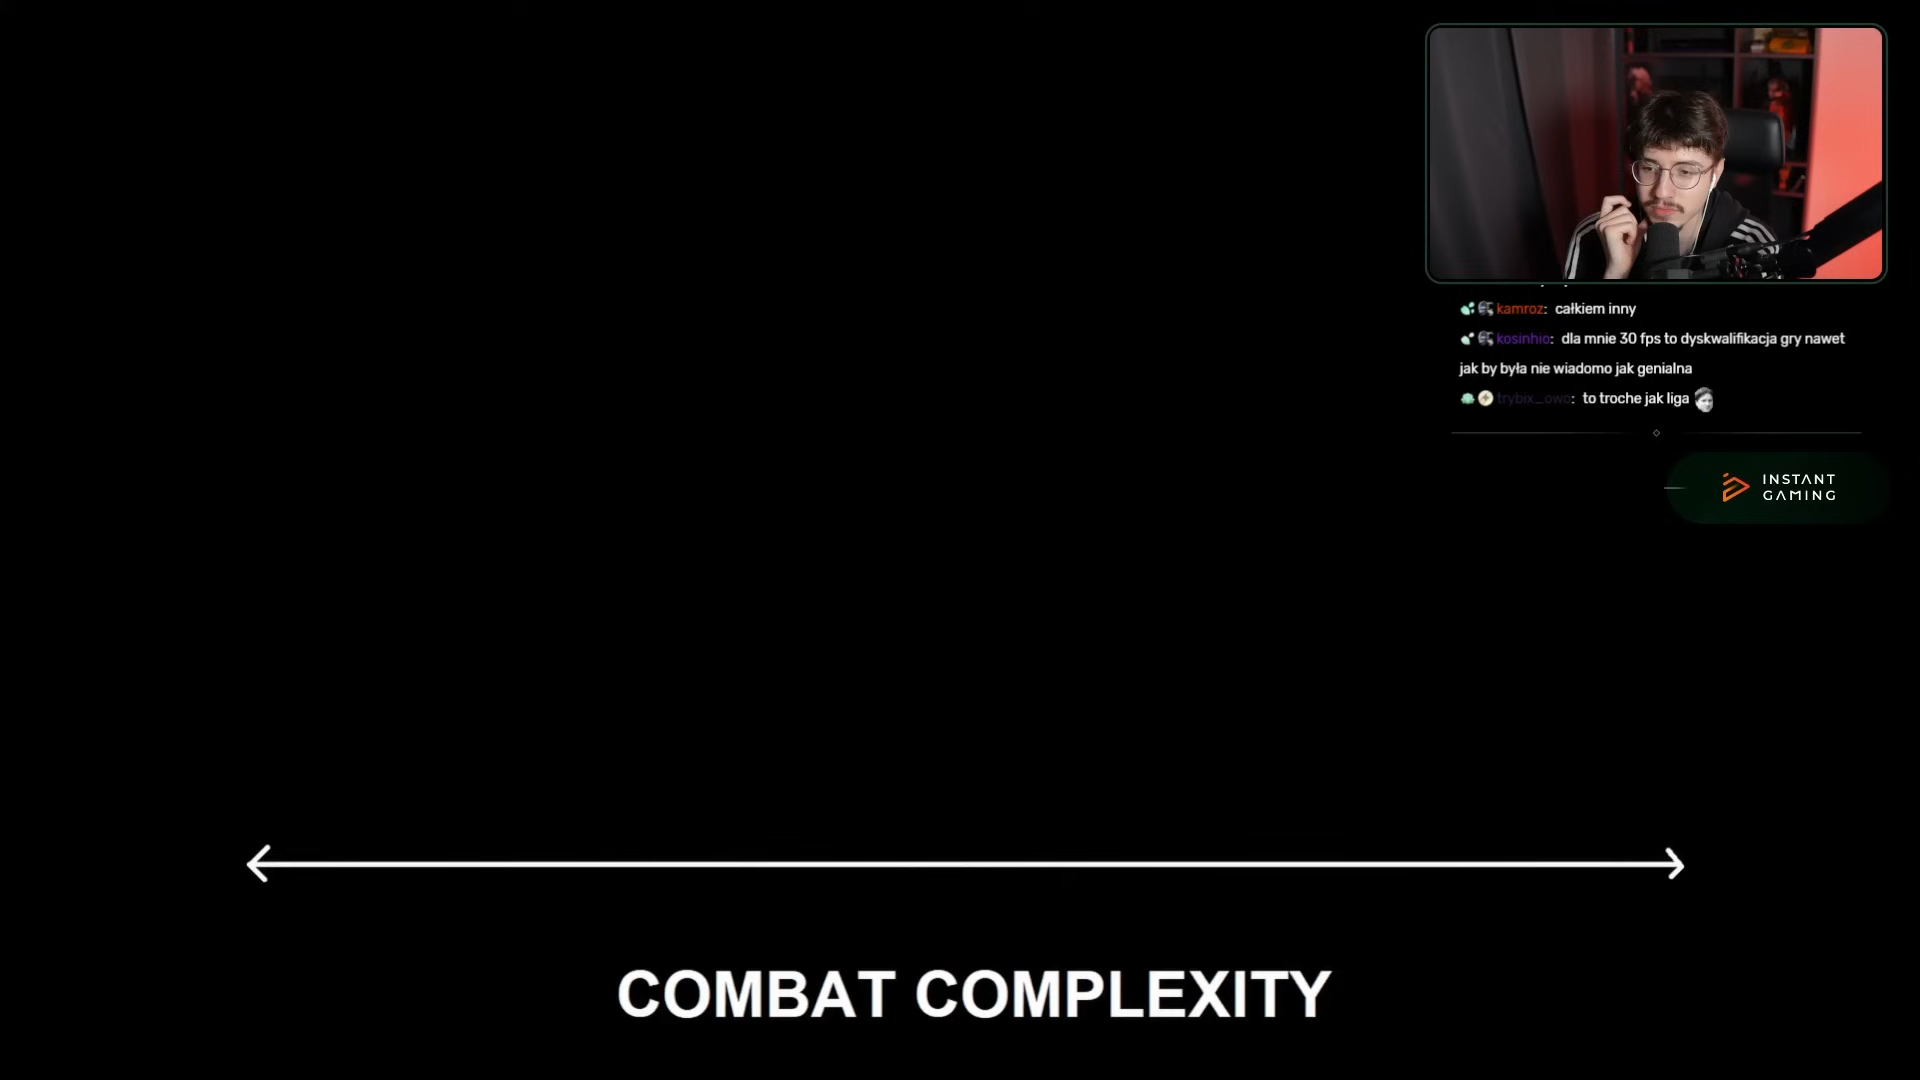 kamroz: całkiem inny
kosinhio: dla mnie 30 fps to dyskwalifikacja gry nawet
jak by była nie wiadomo jak genialna
trybix_owo: to troche jak liga
INSTANT
GAMING
COMBAT COMPLEXITY